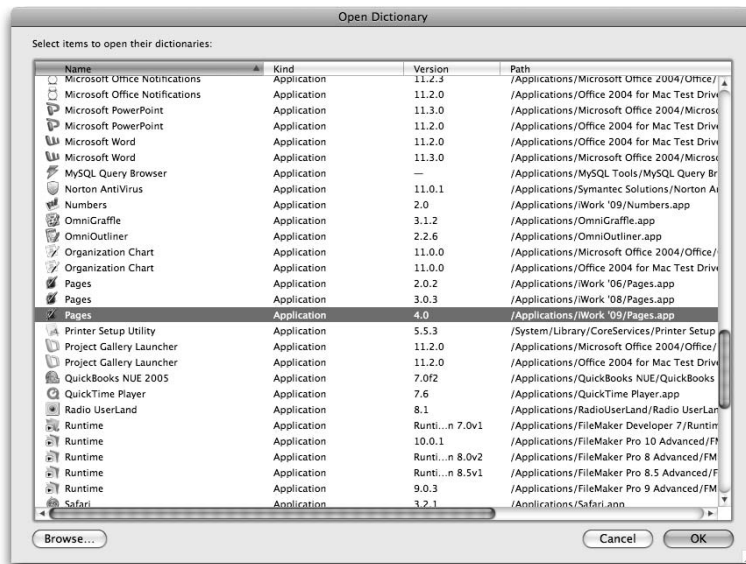 Open Dictionary
Select items to open their dictionaries:
Name Kind Version Path
Microsoft Office Notifications Application 11.2.3 /Applications/Microsoft Office 2004/Office/
Microsoft Office Notifications Application 11.2.0 /Applications/Office 2004 for Mac Test Drive
Microsoft PowerPoint Application 11.3.0 /Applications/Microsoft Office 2004/Microso
Microsoft PowerPoint Application 11.2.0 /Applications/Office 2004 for Mac Test Drive
Microsoft Word Application 11.2.0 /Applications/Office 2004 for Mac Test Drive
Microsoft Word Application 11.3.0 /Applications/Microsoft Office 2004/Microso
MySQL Query Browser Application — /Applications/MySQL Tools/MySQL Query Br
Norton AntiVirus Application 11.0.1 /Applications/Symantec Solutions/Norton An
Numbers Application 2.0 /Applications/iWork '09/Numbers.app
OmniGraffle Application 3.1.2 /Applications/OmniGraffle.app
OmniOutliner Application 2.2.6 /Applications/OmniOutliner.app
Organization Chart Application 11.0.0 /Applications/Microsoft Office 2004/Office/
Organization Chart Application 11.0.0 /Applications/Office 2004 for Mac Test Drive
Pages Application 2.0.2 /Applications/iWork '06/Pages.app
Pages Application 3.0.3 /Applications/iWork '08/Pages.app
Pages Application 4.0 /Applications/iWork '09/Pages.app
Printer Setup Utility Application 5.5.3 /System/Library/CoreServices/Printer Setup
Project Gallery Launcher Application 11.2.0 /Applications/Microsoft Office 2004/Office/
Project Gallery Launcher Application 11.2.0 /Applications/Office 2004 for Mac Test Drive
QuickBooks NUE 2005 Application 7.0f2 /Applications/QuickBooks NUE/QuickBooks
QuickTime Player Application 7.6 /Applications/QuickTime Player.app
Radio UserLand Application 8.1 /Applications/RadioUserLand/Radio UserLan
Runtime Application Runti...n 7.0v1 /Applications/FileMaker Developer 7/Runtim
Runtime Application 10.0.1 /Applications/FileMaker Pro 10 Advanced/FM
Runtime Application Runti...n 8.0v2 /Applications/FileMaker Pro 8 Advanced/FM
Runtime Application Runti...n 8.5v1 /Applications/FileMaker Pro 8.5 Advanced/F
Runtime Application 9.0.3 /Applications/FileMaker Pro 9 Advanced/FM
Safari Application 3.2.1 /Applications/Safari.app
Browse... Cancel OK